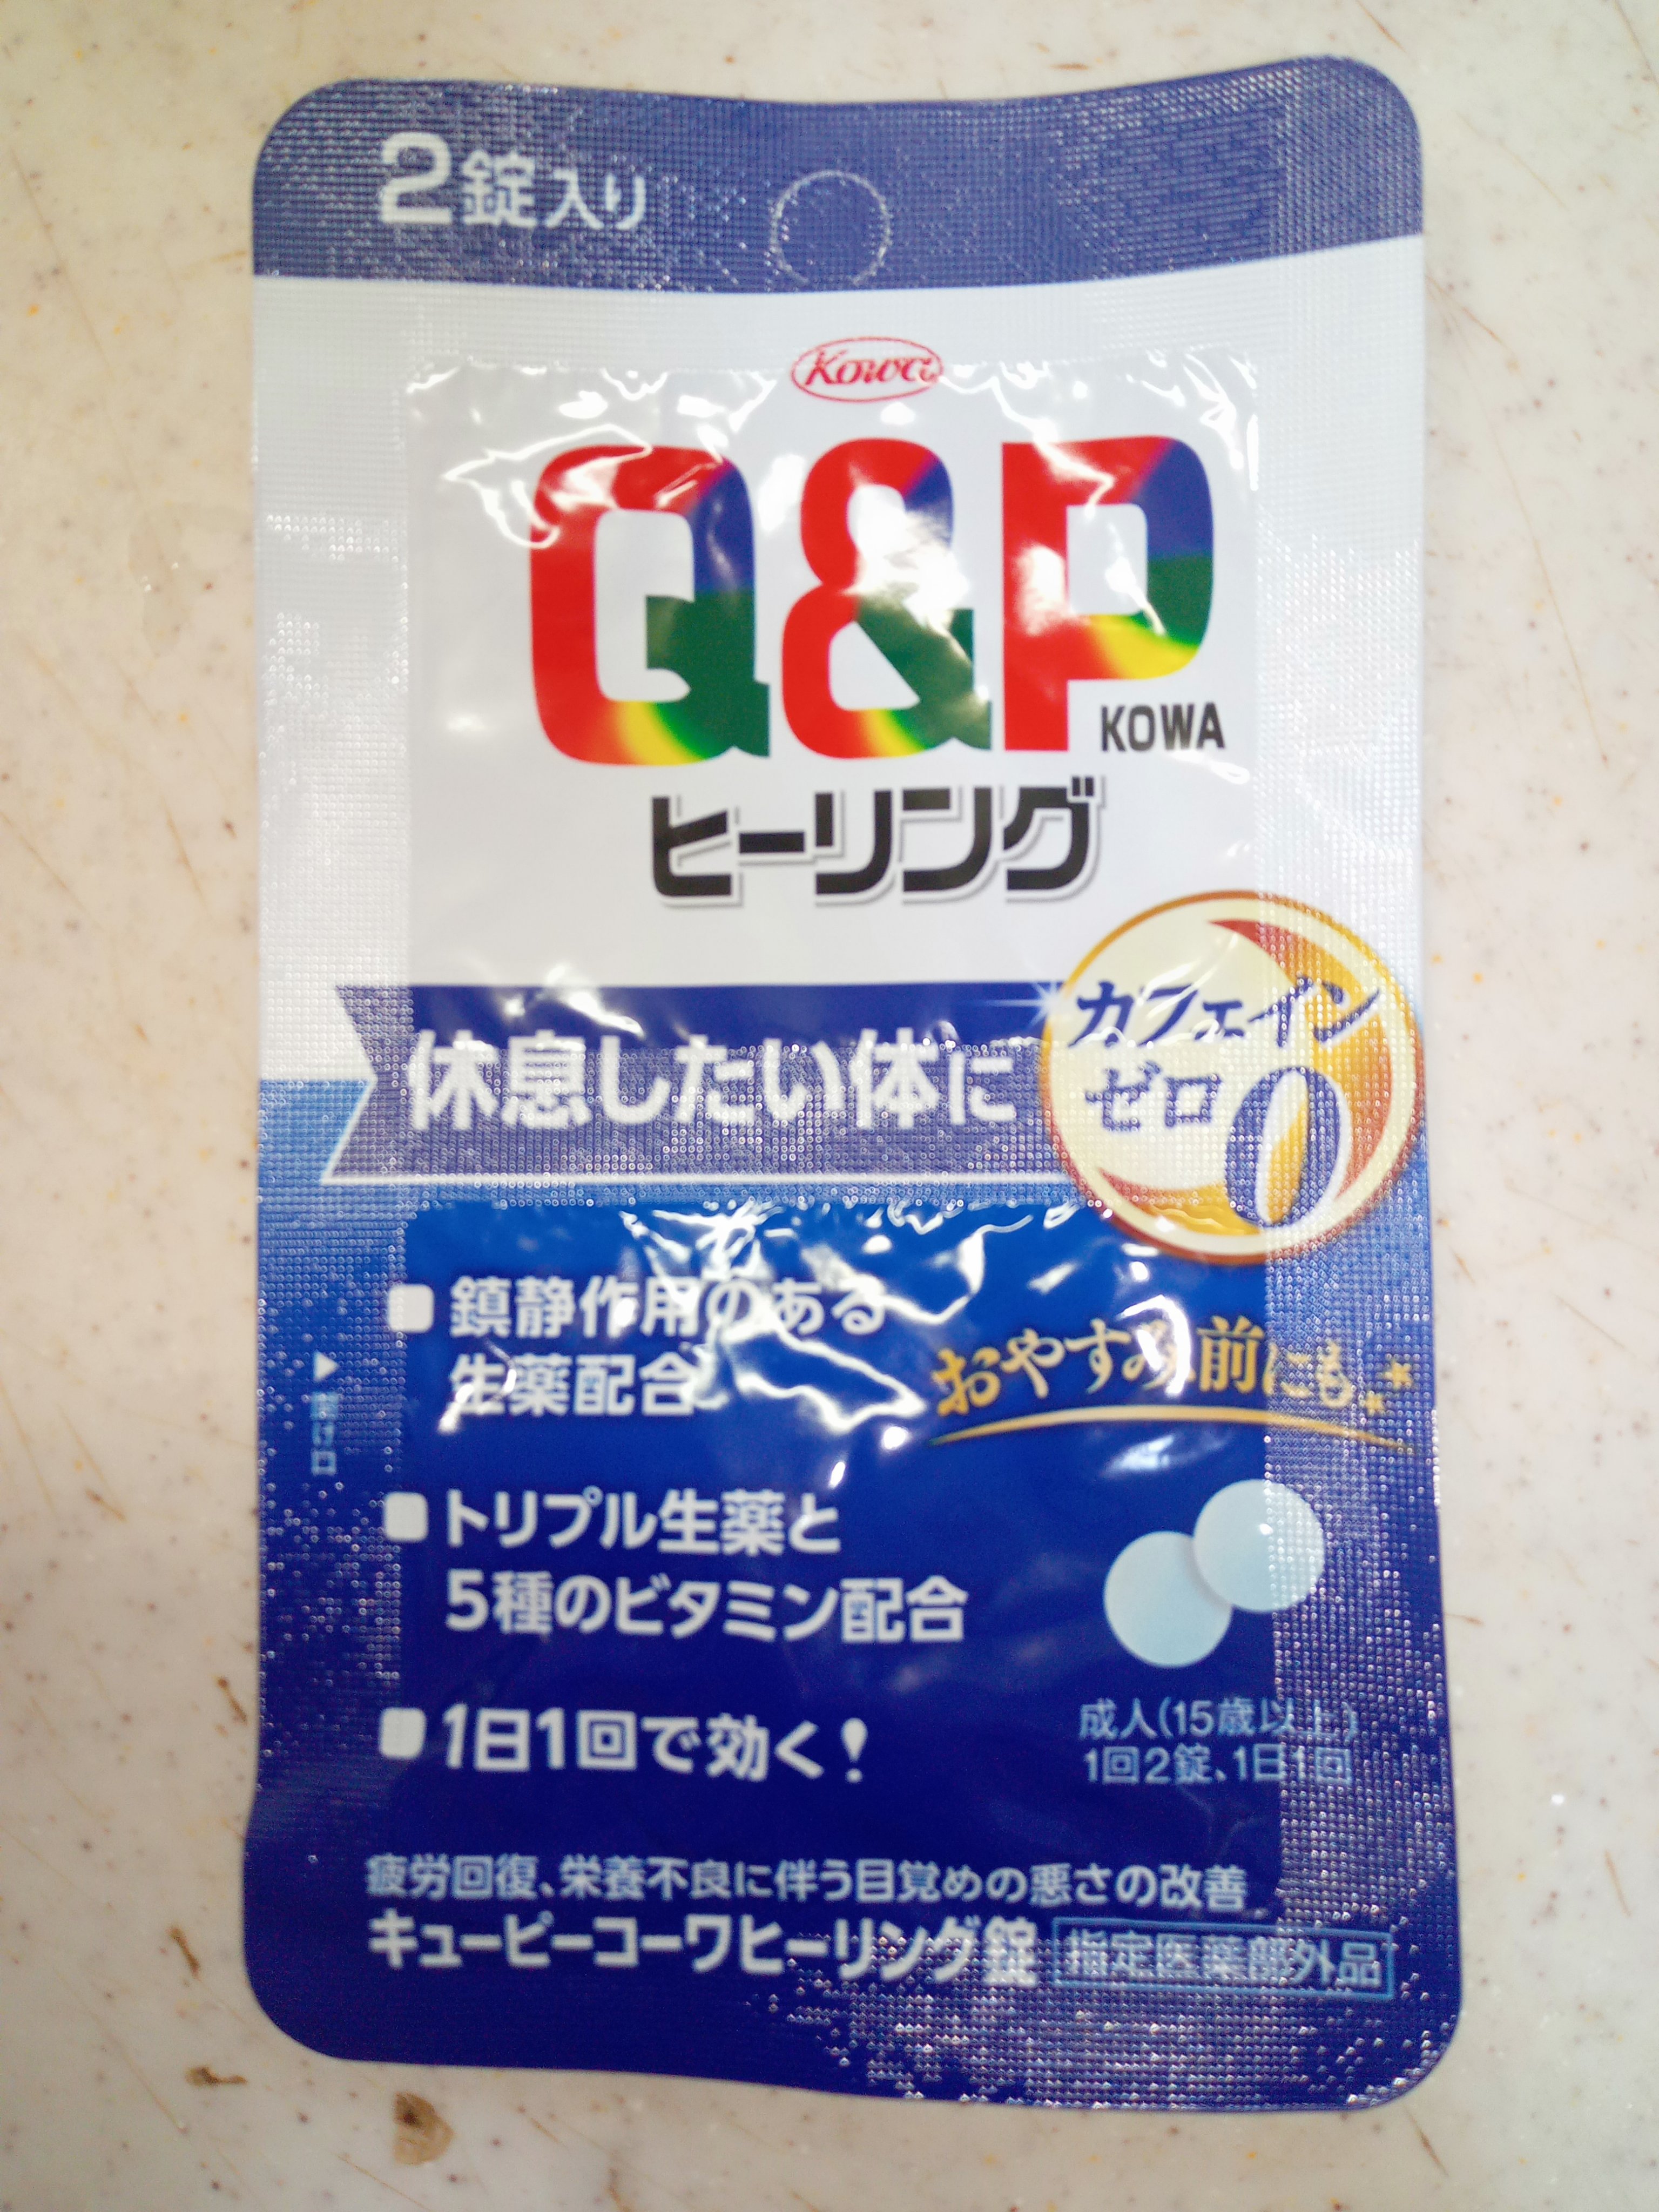 2錠入り
Kowa
Q&P
KOWA
ヒーリング
カフェイン
ゼロ0
休息したい体に
■鎮静作用のある
生薬配合
おやすみ前にも
■トリプル生薬と
5種のビタミン配合
■1日1回で効く!
成人(15歳以上)
1回2錠、1日1回
疲労回復、栄養不良に伴う目覚めの悪さの改善
キューピーコーワヒーリング錠 指定医薬部外品